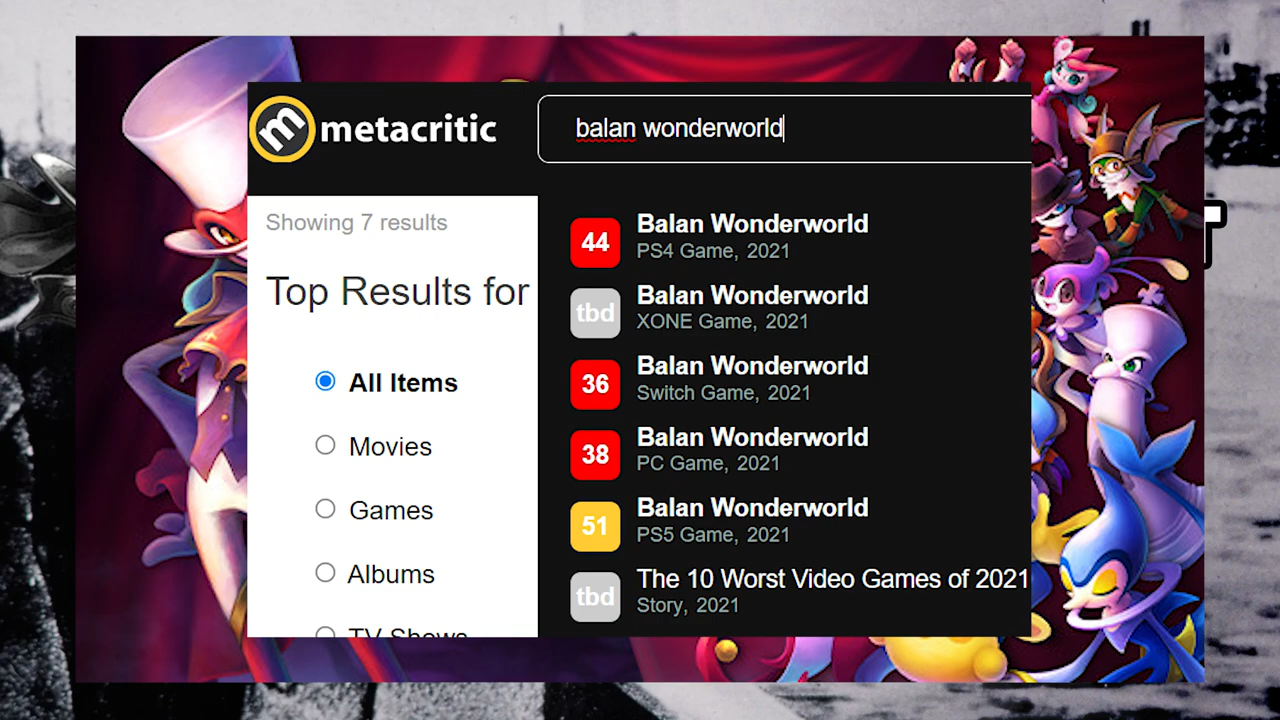 metacritic
balan wonderworld
Showing 7 results
Top Results for
All Items
Movies
Games
Albums
TV Shows
44
Balan Wonderworld
PS4 Game, 2021
tbd
Balan Wonderworld
XONE Game, 2021
36
Balan Wonderworld
Switch Game, 2021
38
Balan Wonderworld
PC Game, 2021
51
Balan Wonderworld
PS5 Game, 2021
tbd
The 10 Worst Video Games of 2021
Story, 2021